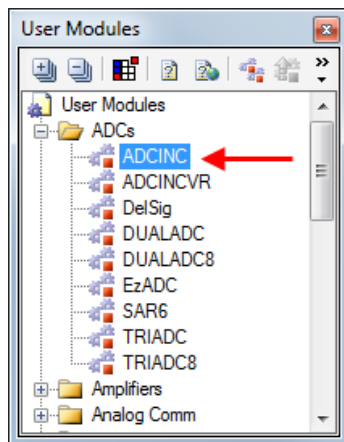 User Modules
User Modules
ADCs
ADCINC
ADCINCVR
DelSig
DUALADC
DUALADC8
EzADC
SAR6
TRIADC
TRIADC8
Amplifiers
Analog Comm